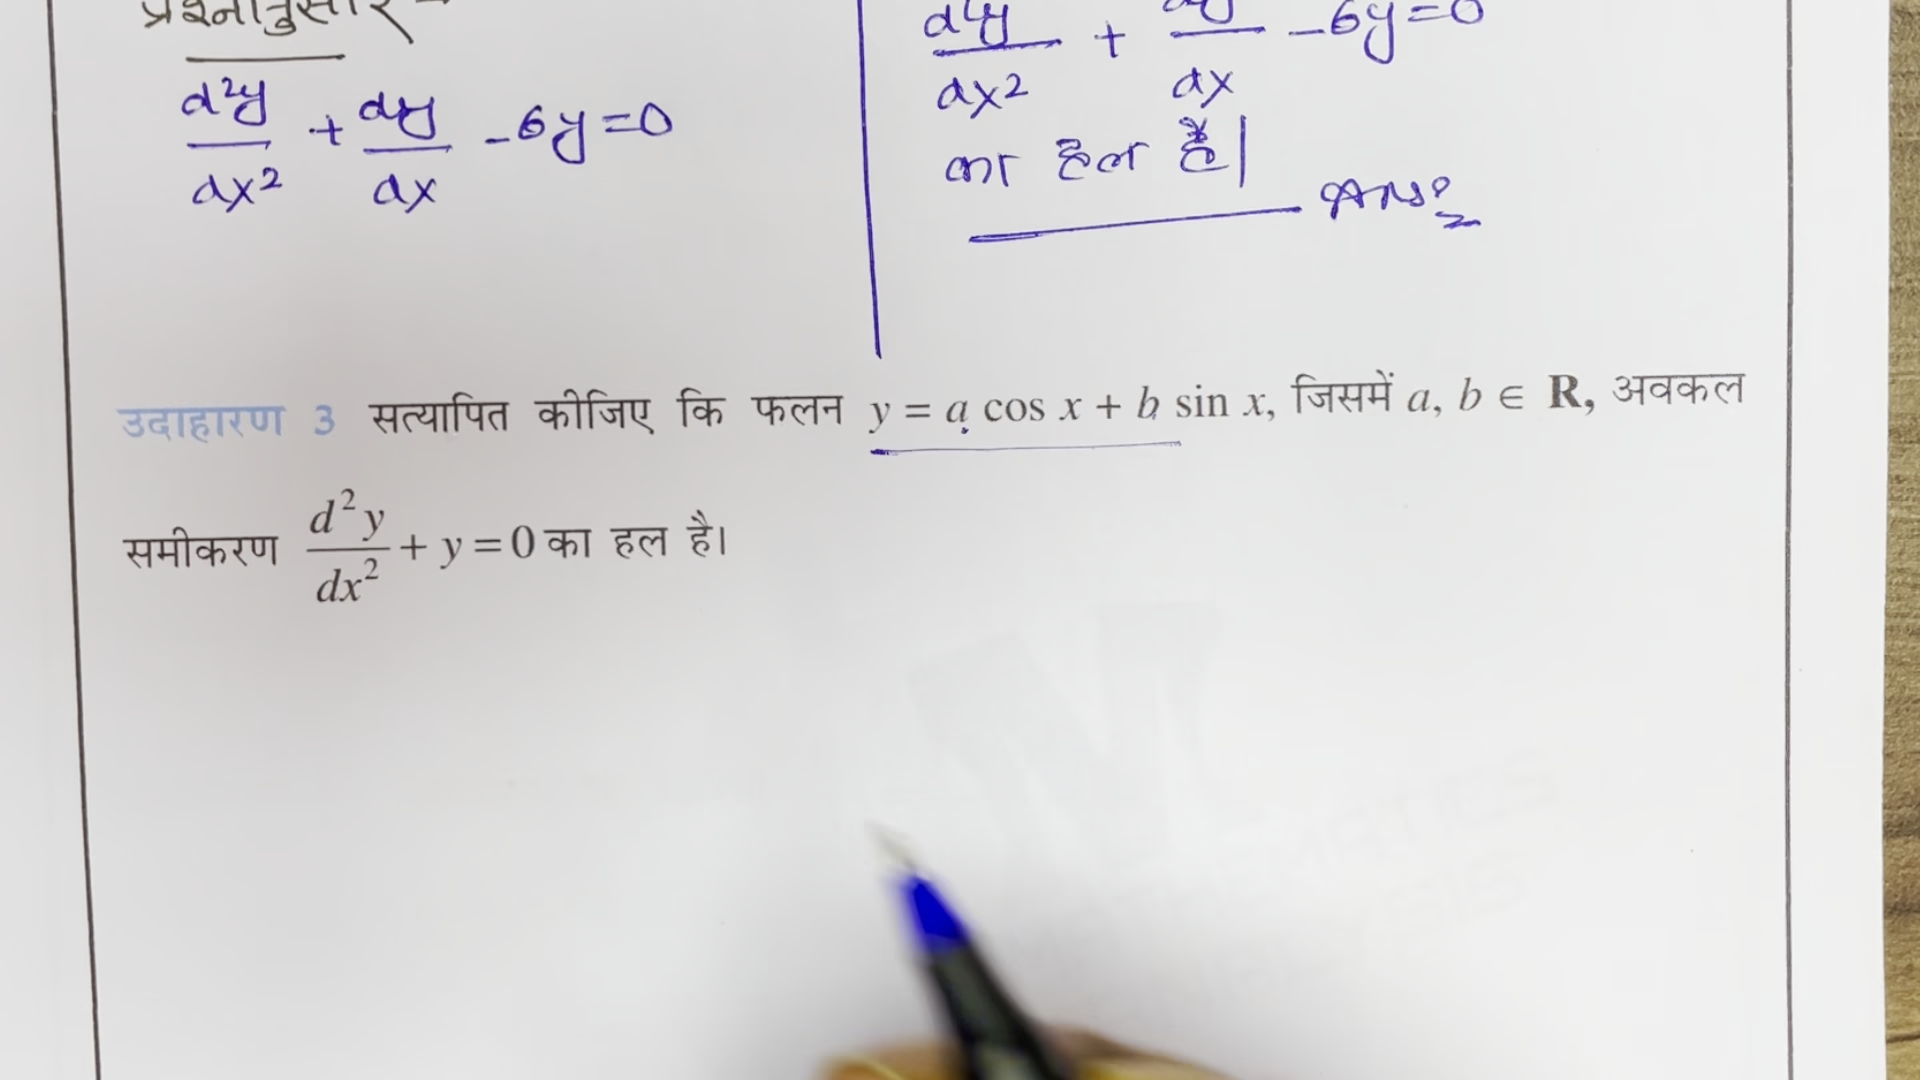 प्रश्नानुसार -
d²y/dx² + dy/dx - 6y = 0
d²y/dx² + dy/dx - 6y = 0
का हल है|
Ans
उदाहारण 3 सत्यापित कीजिए कि फलन y = a cos x + b sin x, जिसमें a, b ∈ R, अवकल
समीकरण d²y/dx² + y = 0 का हल है।